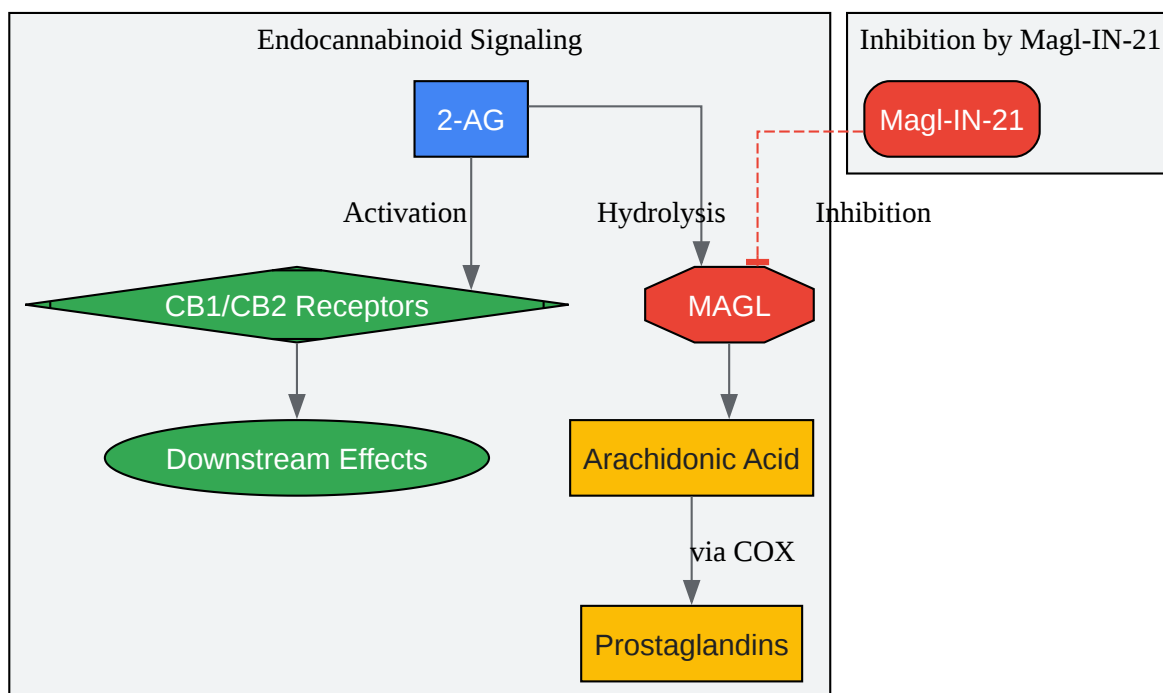 Endocannabinoid Signaling
Inhibition by Magl-IN-21
2-AG
Magl-IN-21
Activation
Hydrolysis
Inhibition
CB1/CB2 Receptors
MAGL
Downstream Effects
Arachidonic Acid
via COX
Prostaglandins